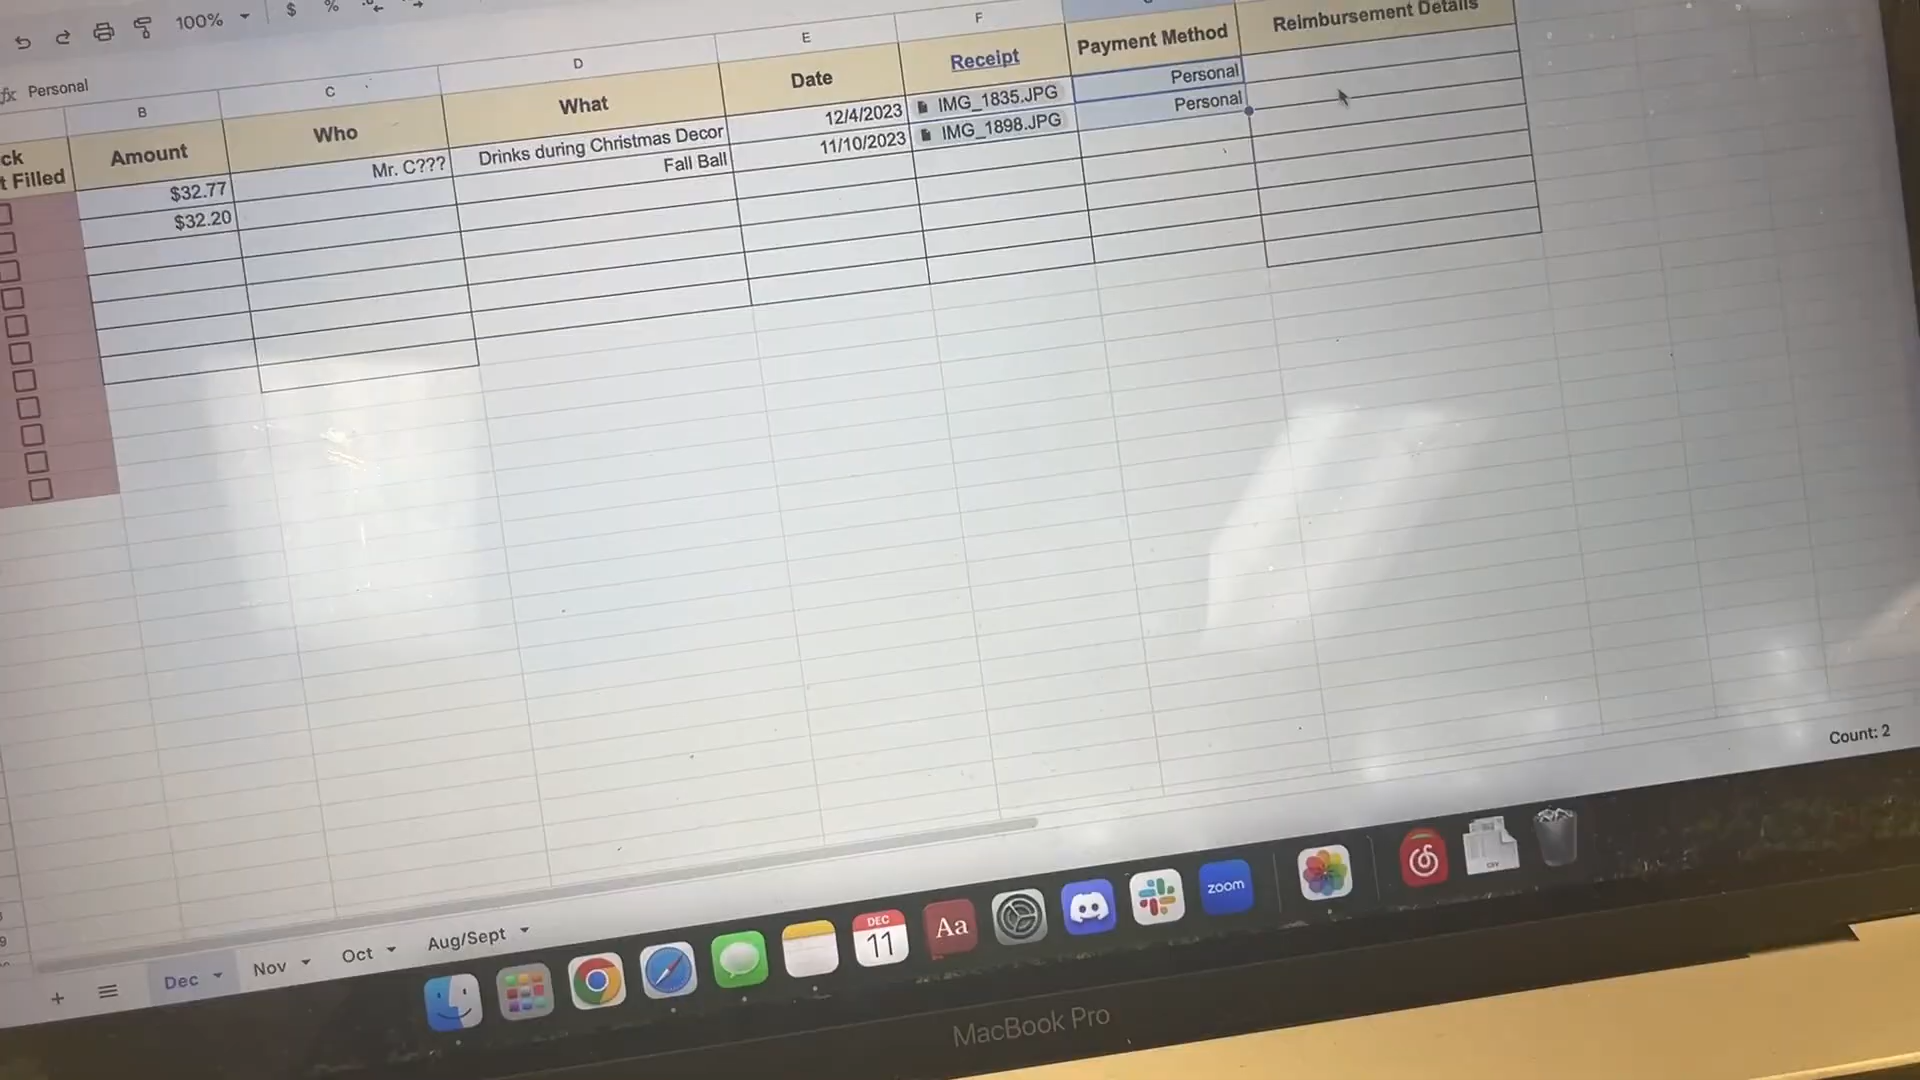 100%
$
%
fx Personal
B
C
D
E
F
ck
t Filled
Amount
Who
What
Date
Receipt
Payment Method
Reimbursement Details
$32.77
Mr. C???
Drinks during Christmas Decor
12/4/2023
IMG_1835.JPG
Personal
$32.20
Fall Ball
11/10/2023
IMG_1898.JPG
Personal
Count: 2
9
+
Dec
Nov
Oct
Aug/Sept
DEC
11
Aa
zoom
MacBook Pro